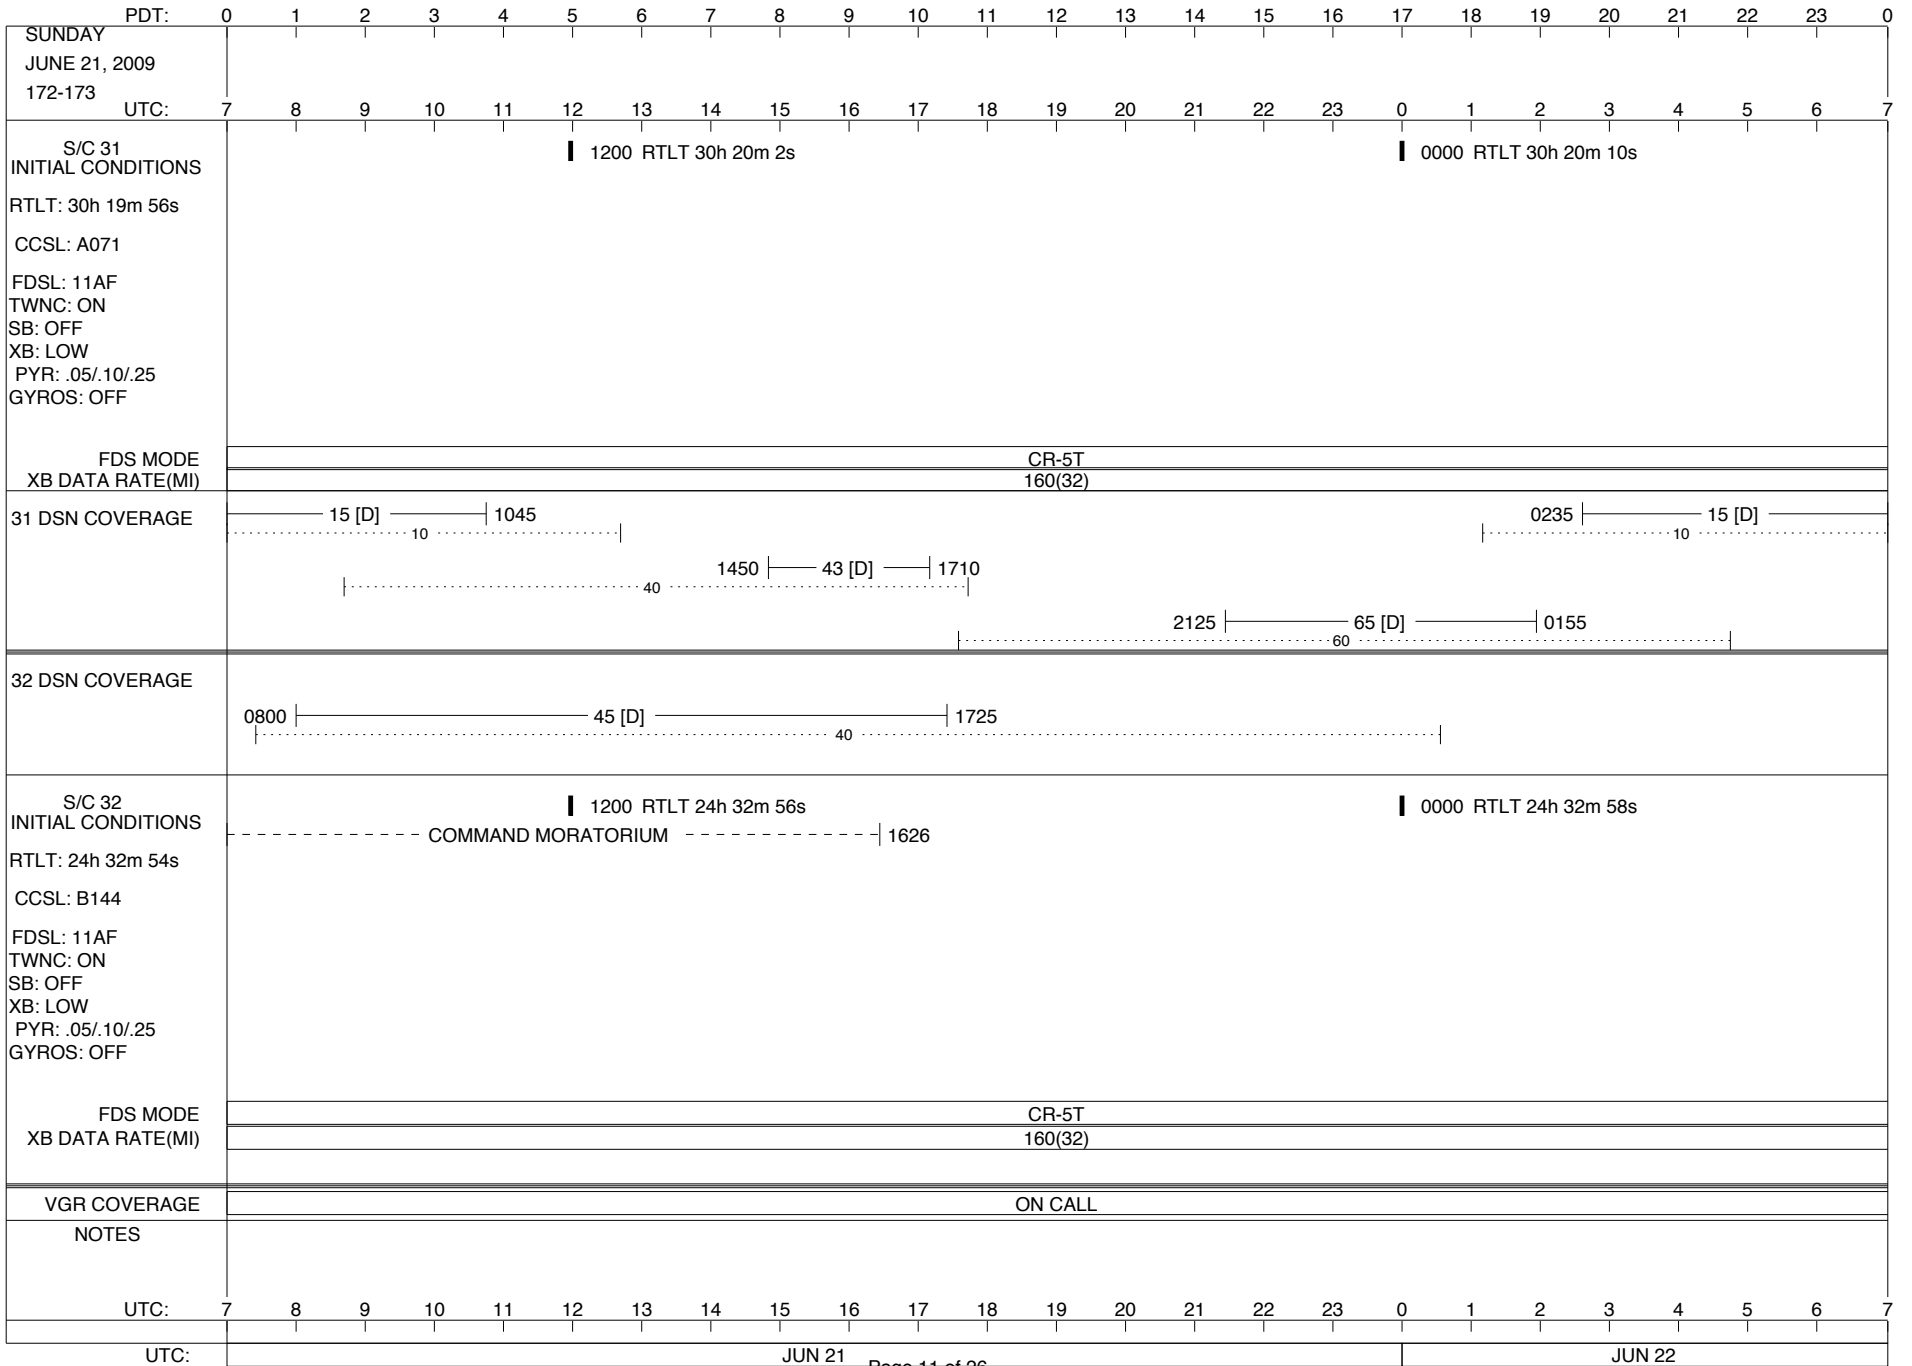 PDT: 0 1 2 3 4 5 6 7 8 9 10 11 12 13 14 15 16 17 18 19 20 21 22 23 0
SUNDAY
JUNE 21, 2009
172-173
UTC: 7 8 9 10 11 12 13 14 15 16 17 18 19 20 21 22 23 0 1 2 3 4 5 6 7
S/C 31
INITIAL CONDITIONS
1200 RTLT 30h 20m 2s
0000 RTLT 30h 20m 10s
RTLT: 30h 19m 56s
CCSL: A071
FDSL: 11AF
TWNC: ON
SB: OFF
XB: LOW
PYR: .05/.10/.25
GYROS: OFF
FDS MODE CR-5T
XB DATA RATE(MI) 160(32)
31 DSN COVERAGE
15 [D] 1045 0235 15 [D]
10 10
1450 43 [D] 1710
40
2125 65 [D] 0155
60
32 DSN COVERAGE
0800 45 [D] 1725
40
S/C 32
INITIAL CONDITIONS
1200 RTLT 24h 32m 56s
0000 RTLT 24h 32m 58s
COMMAND MORATORIUM 1626
RTLT: 24h 32m 54s
CCSL: B144
FDSL: 11AF
TWNC: ON
SB: OFF
XB: LOW
PYR: .05/.10/.25
GYROS: OFF
FDS MODE CR-5T
XB DATA RATE(MI) 160(32)
VGR COVERAGE ON CALL
NOTES
UTC: 7 8 9 10 11 12 13 14 15 16 17 18 19 20 21 22 23 0 1 2 3 4 5 6 7
UTC: JUN 21 JUN 22
Page 11 of 26